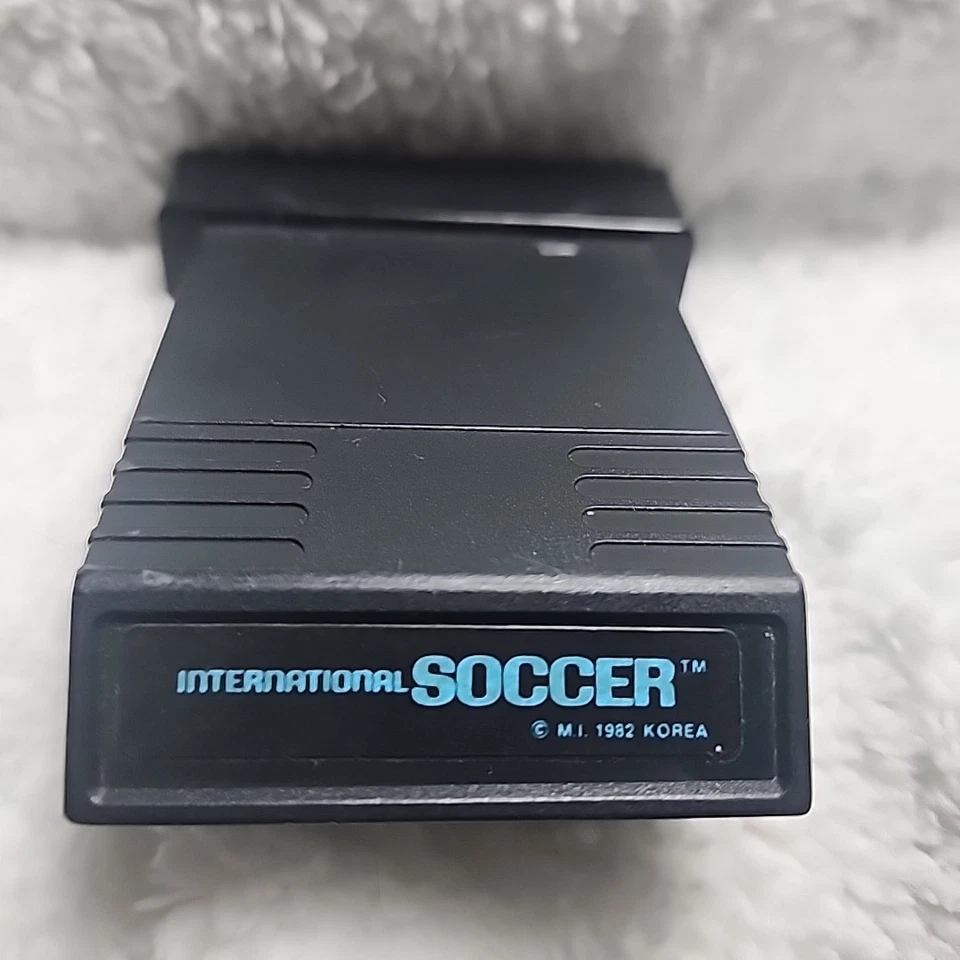 INTERNATIONAL SOCCER™
© M.I. 1982 KOREA